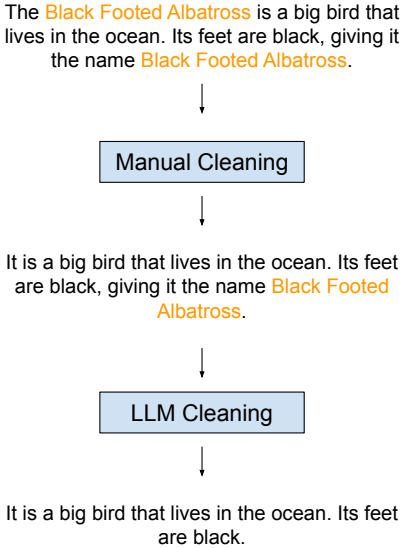 The Black Footed Albatross is a big bird that
lives in the ocean. Its feet are black, giving it
the name Black Footed Albatross.
Manual Cleaning
It is a big bird that lives in the ocean. Its feet
are black, giving it the name Black Footed
Albatross.
LLM Cleaning
It is a big bird that lives in the ocean. Its feet
are black.